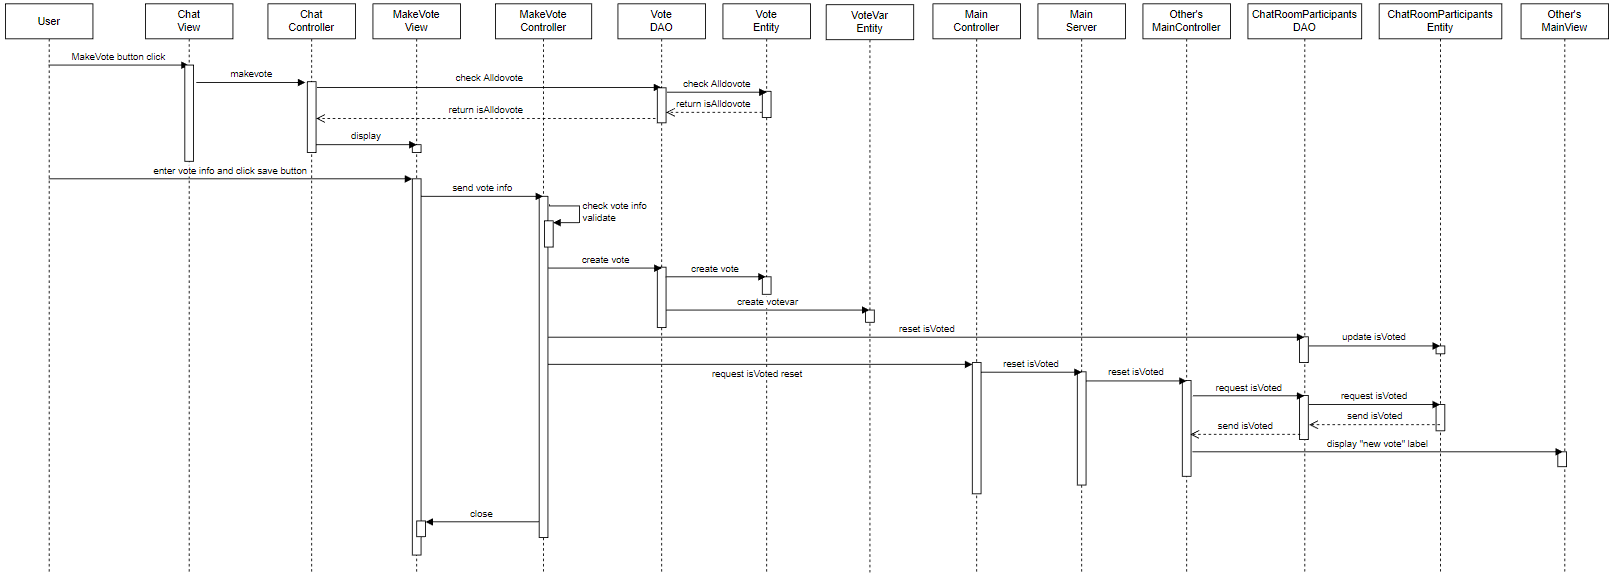 User
Chat
View
Chat
Controller
MakeVote
View
MakeVote
Controller
Vote
DAO
Vote
Entity
VoteVar
Entity
Main
Controller
Main
Server
Other's
MainController
ChatRoomParticipants
DAO
ChatRoomParticipants
Entity
Other's
MainView
MakeVote button click
makevote
check Alldovote
check Alldovote
return isAlldovote
return isAlldovote
display
enter vote info and click save button
send vote info
check vote info
validate
create vote
create vote
create votevar
reset isVoted
update isVoted
request isVoted reset
reset isVoted
reset isVoted
request isVoted
request isVoted
send isVoted
send isVoted
display "new vote" label
close